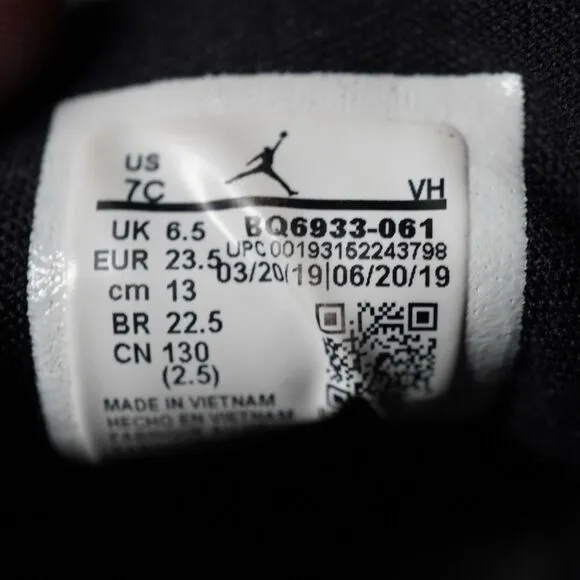 US
7C
VH
UK 6.5
BQ6933-061
EUR 23.5
UPC 00193152243798
cm 13
03/20/19|06/20/19
BR 22.5
CN 130
(2.5)
MADE IN VIETNAM
HECHO EN VIETNAM